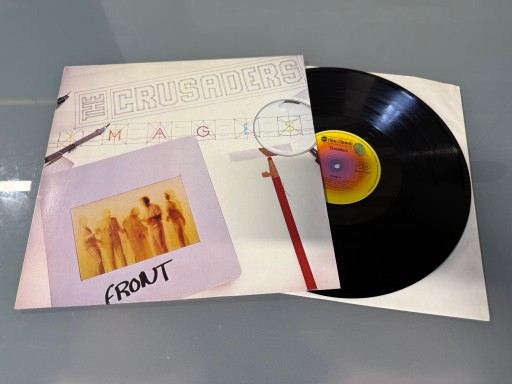 THE CRUSADERS
IMAGES
FRONT